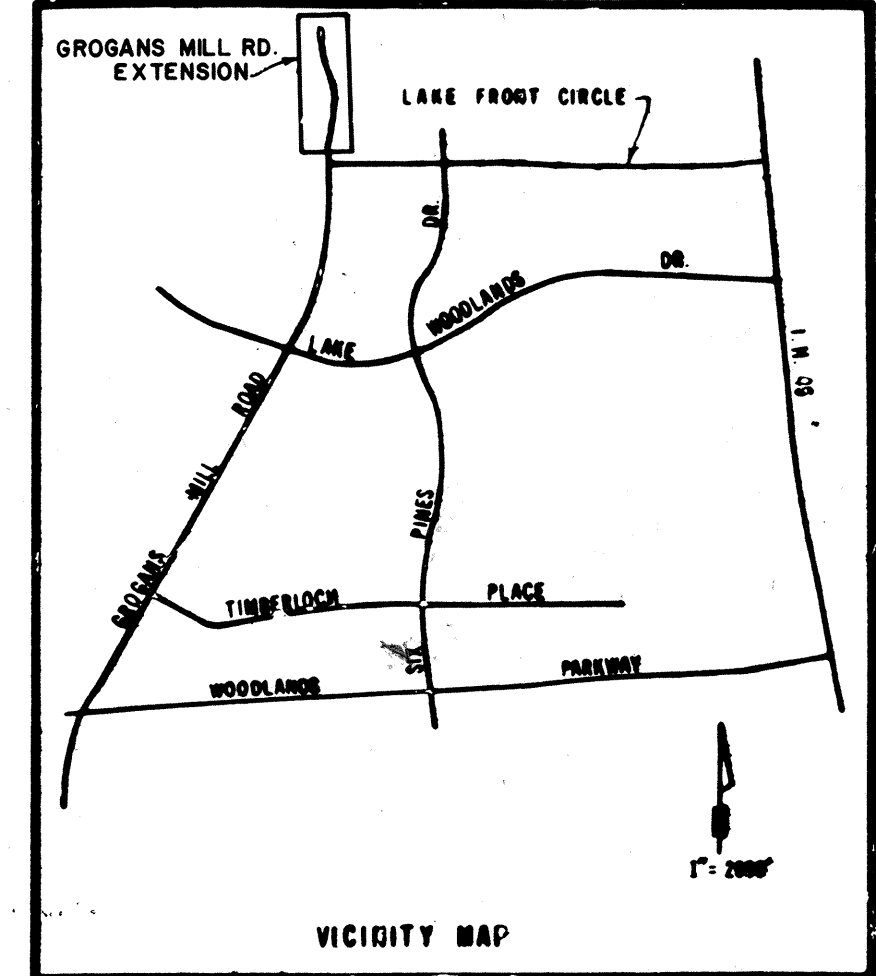 GROGANS MILL RD.
EXTENSION
LAKE FRONT CIRCLE
DR.
LAKE WOODLANDS DR.
GROGANS MILL ROAD
SIX PINES
TIMBERLOCH PLACE
WOODLANDS PARKWAY
1"= 2000'
VICINITY MAP